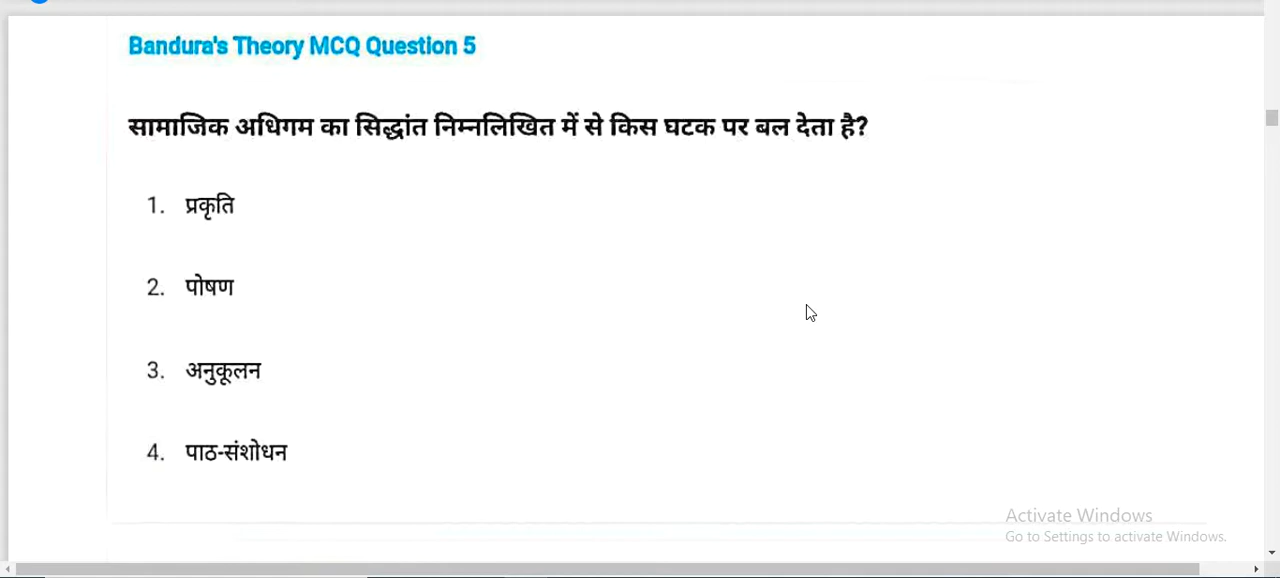 Bandura's Theory MCQ Question 5
सामाजिक अधिगम का सिद्धांत निम्नलिखित में से किस घटक पर बल देता है?
1. प्रकृति
2. पोषण
3. अनुकूलन
4. पाठ-संशोधन
Activate Windows
Go to Settings to activate Windows.